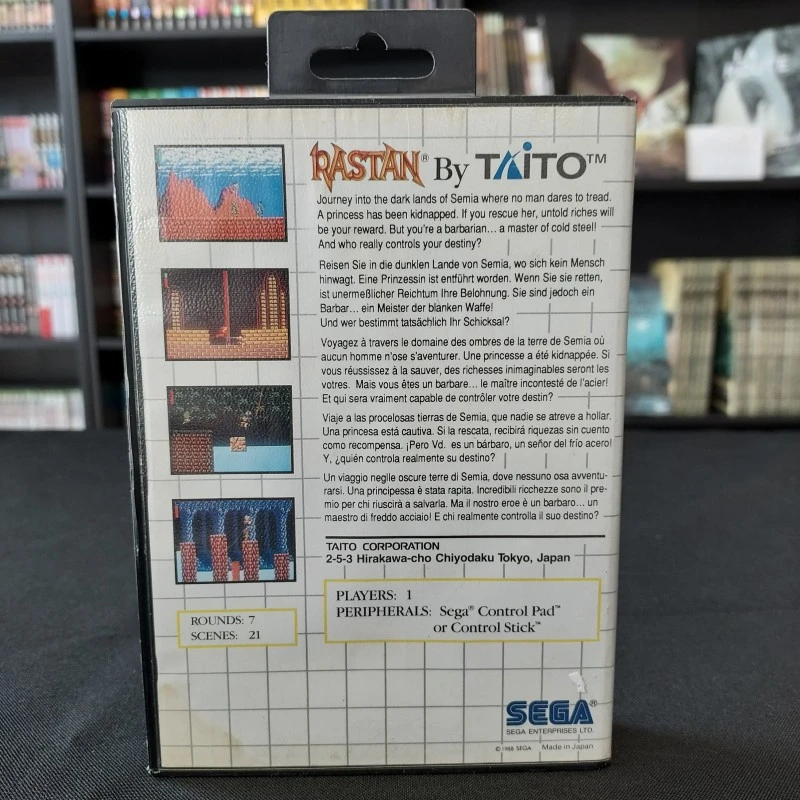 RASTAN® By TAITO™
Journey into the dark lands of Semia where no man dares to tread.
A princess has been kidnapped. If you rescue her, untold riches will
be your reward. But you're a barbarian... a master of cold steel!
And who really controls your destiny?
Reisen Sie in die dunklen Lande von Semia, wo sich kein Mensch
hinwagt. Eine Prinzessin ist entführt worden. Wenn Sie sie retten,
ist unermeßlicher Reichtum Ihre Belohnung. Sie sind jedoch ein
Barbar... ein Meister der blanken Waffe!
Und wer bestimmt tatsächlich Ihr Schicksal?
Voyagez à travers le domaine des ombres de la terre de Semia où
aucun homme n'ose s'aventurer. Une princesse a été kidnappée. Si
vous réussissez à la sauver, des richesses inimaginables seront les
votres. Mais vous êtes un barbare... le maître incontesté de l'acier!
Et qui sera vraiment capable de contrôler votre destin?
Viaje a las procelosas tierras de Semia, que nadie se atreve a hollar.
Una princesa está cautiva. Si la rescata, recibirá riquezas sin cuento
como recompensa. ¡Pero Vd. es un bárbaro, un señor del frío acero!
Y, ¿quién controla realmente su destino?
Un viaggio neglle oscure terre di Semia, dove nessuno osa avventu-
rarsi. Una principessa è stata rapita. Incredibili ricchezze sono il pre-
mio per chi riuscirà a salvarla. Ma il nostro eroe è un barbaro... un
maestro di freddo acciaio! E chi realmente controlla il suo destino?
TAITO CORPORATION
2-5-3 Hirakawa-cho Chiyodaku Tokyo, Japan
PLAYERS: 1
PERIPHERALS: Sega® Control Pad™
or Control Stick™
ROUNDS: 7
SCENES: 21
SEGA®
SEGA ENTERPRISES LTD.
© 1988 SEGA Made in Japan